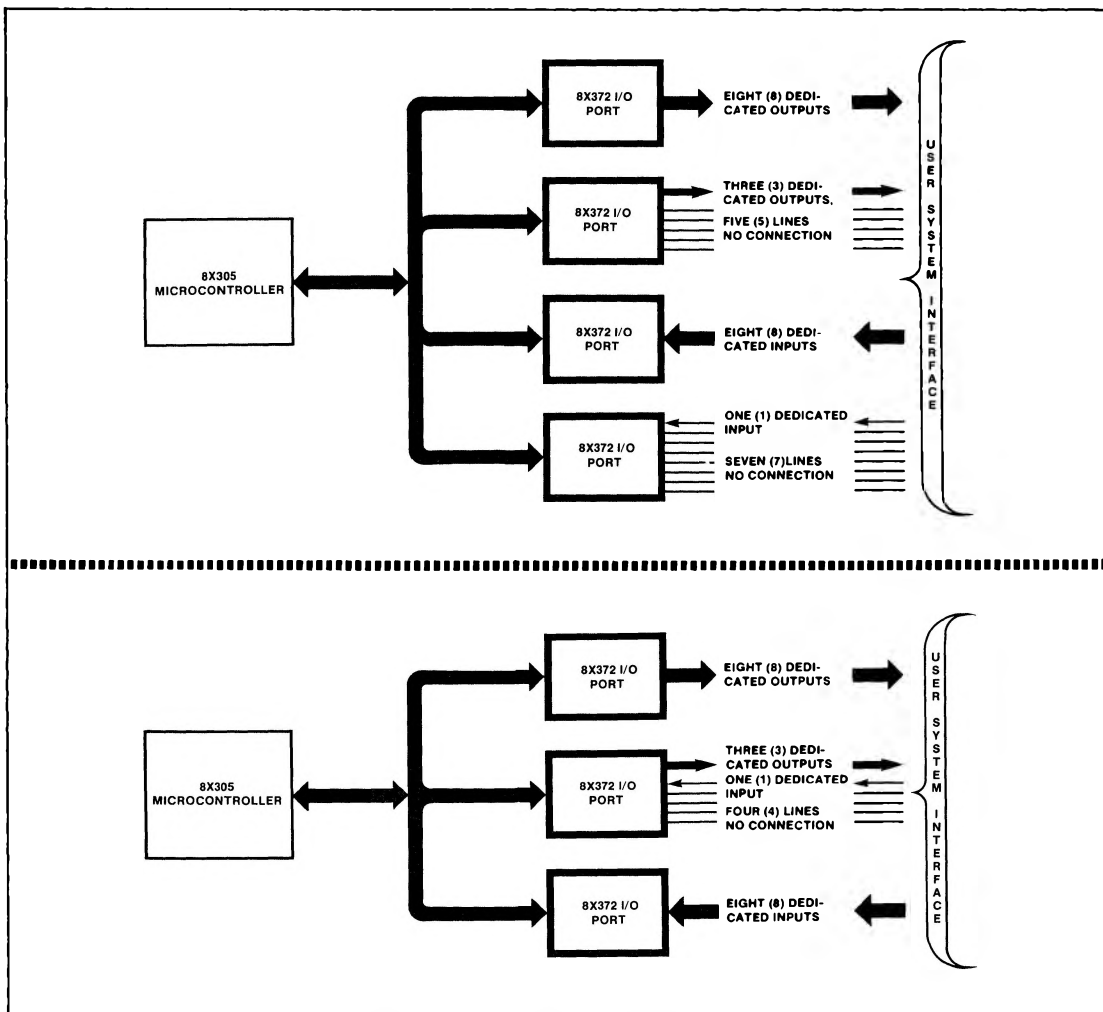 8X372 I/O
PORT
EIGHT (8) DEDI-
CATED OUTPUTS
8X372 I/O
PORT
THREE (3) DEDI-
CATED OUTPUTS.
FIVE (5) LINES
NO CONNECTION
8X305
MICROCONTROLLER
8X372 I/O
PORT
EIGHT (8) DEDI-
CATED INPUTS
8X372 I/O
PORT
ONE (1) DEDICATED
INPUT
SEVEN (7)LINES
NO CONNECTION
USER SYSTEM INTERFACE
8X372 I/O
PORT
EIGHT (8) DEDI-
CATED OUTPUTS
8X305
MICROCONTROLLER
8X372 I/O
PORT
THREE (3) DEDI-
CATED OUTPUTS
ONE (1) DEDICATED
INPUT
FOUR (4) LINES
NO CONNECTION
8X372 I/O
PORT
EIGHT (8) DEDI-
CATED INPUTS
USER SYSTEM INTERFACE